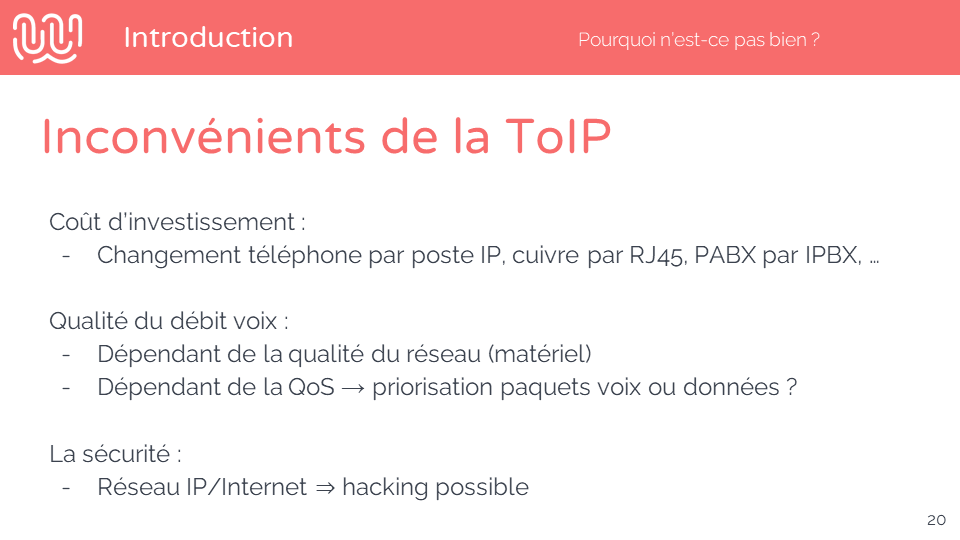 Introduction
Pourquoi n'est-ce pas bien ?
Inconvénients de la ToIP
Coût d'investissement :
- Changement téléphone par poste IP, cuivre par RJ45, PABX par IPBX, ...
Qualité du débit voix :
- Dépendant de la qualité du réseau (matériel)
- Dépendant de la QoS → priorisation paquets voix ou données ?
La sécurité :
- Réseau IP/Internet ⇒ hacking possible
20